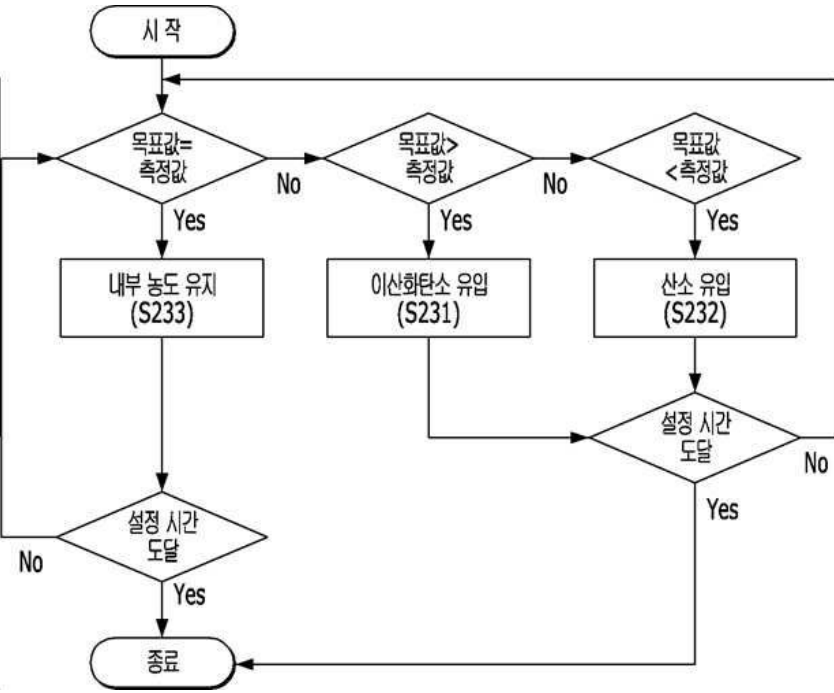 시 작
목표값=
측정값
No
목표값>
측정값
No
목표값
<측정값
Yes
Yes
Yes
내부 농도 유지
(S233)
이산화탄소 유입
(S231)
산소 유입
(S232)
설정 시간
도달
No
Yes
설정 시간
도달
No
Yes
종료